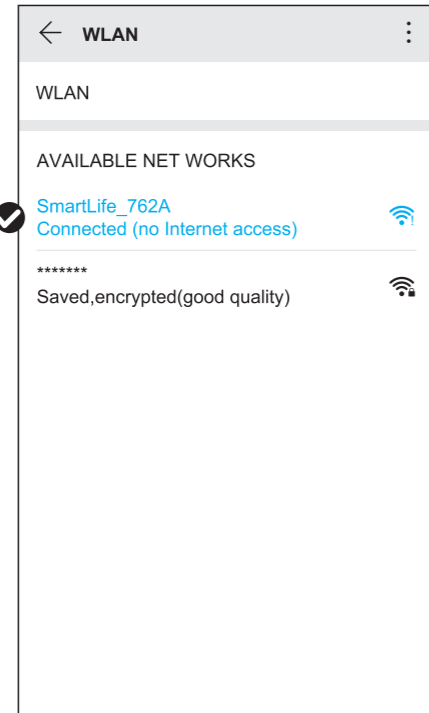 WLAN
WLAN
AVAILABLE NET WORKS
SmartLife_762A
Connected (no Internet access)
*******
Saved,encrypted(good quality)